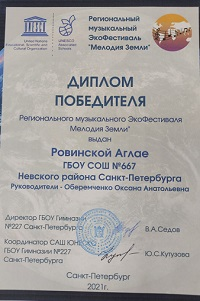 Региональный
музыкальный
ЭкоФестиваль
"Мелодия Земли"
United Nations
Educational, Scientific and
Cultural Organization
UNESCO
Associated
Schools
ДИПЛОМ
ПОБЕДИТЕЛЯ
Регионального музыкального ЭкоФестиваля
Мелодия Земли"
выдан
Ровинской Аглае
ГБОУ СОШ №667
Невского района Санкт-Петербурга
Руководители - Оберемченко Оксана Анатольевна
Директор ГБОУ Гимназии
№227 Санкт-Петербурга
В.А.Седов
Координатор САШ ЮНЕСКО
ГБОУ Гимназии №227
Санкт-Петербурга
Ю.С.Кутузова
Санкт-Петербург
2021г.